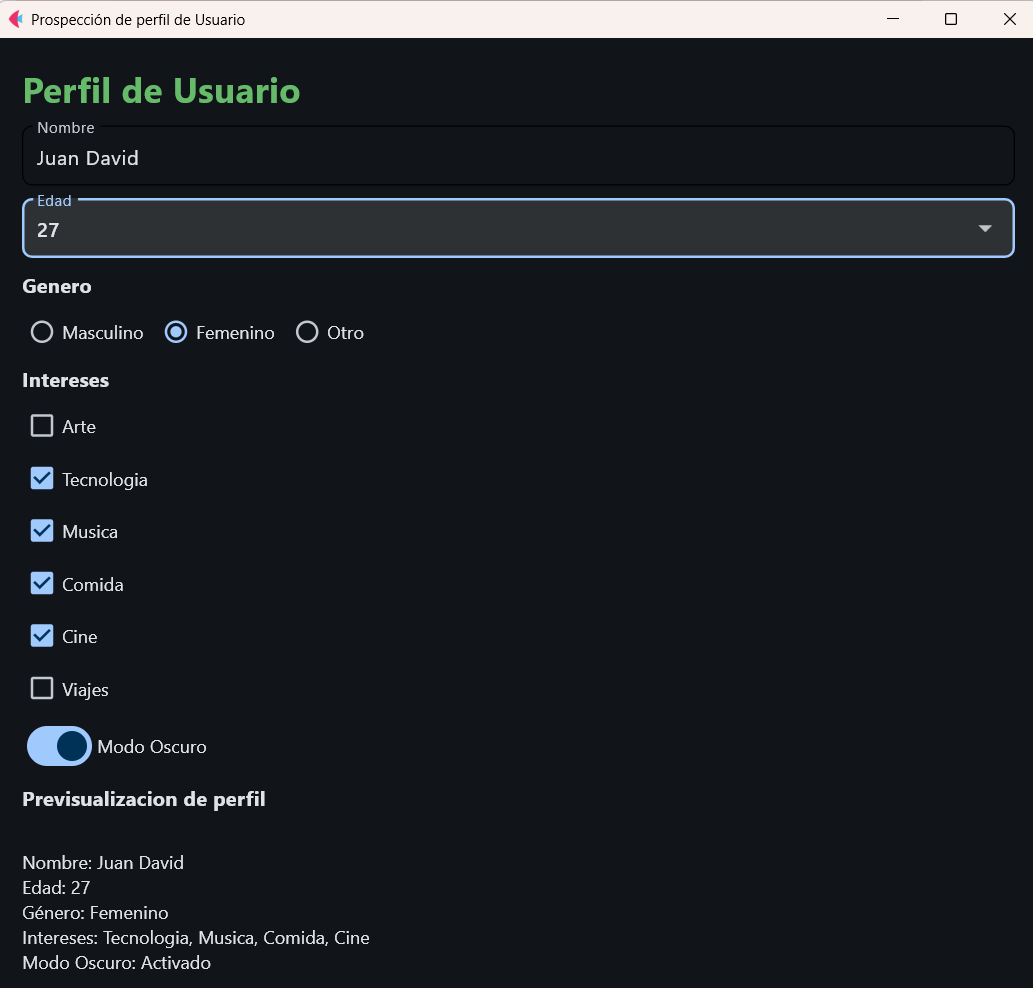 Prospección de perfil de Usuario
Perfil de Usuario
Nombre
Juan David
Edad
27
Genero
Masculino Femenino Otro
Intereses
Arte
Tecnologia
Musica
Comida
Cine
Viajes
Modo Oscuro
Previsualizacion de perfil
Nombre: Juan David
Edad: 27
Género: Femenino
Intereses: Tecnologia, Musica, Comida, Cine
Modo Oscuro: Activado